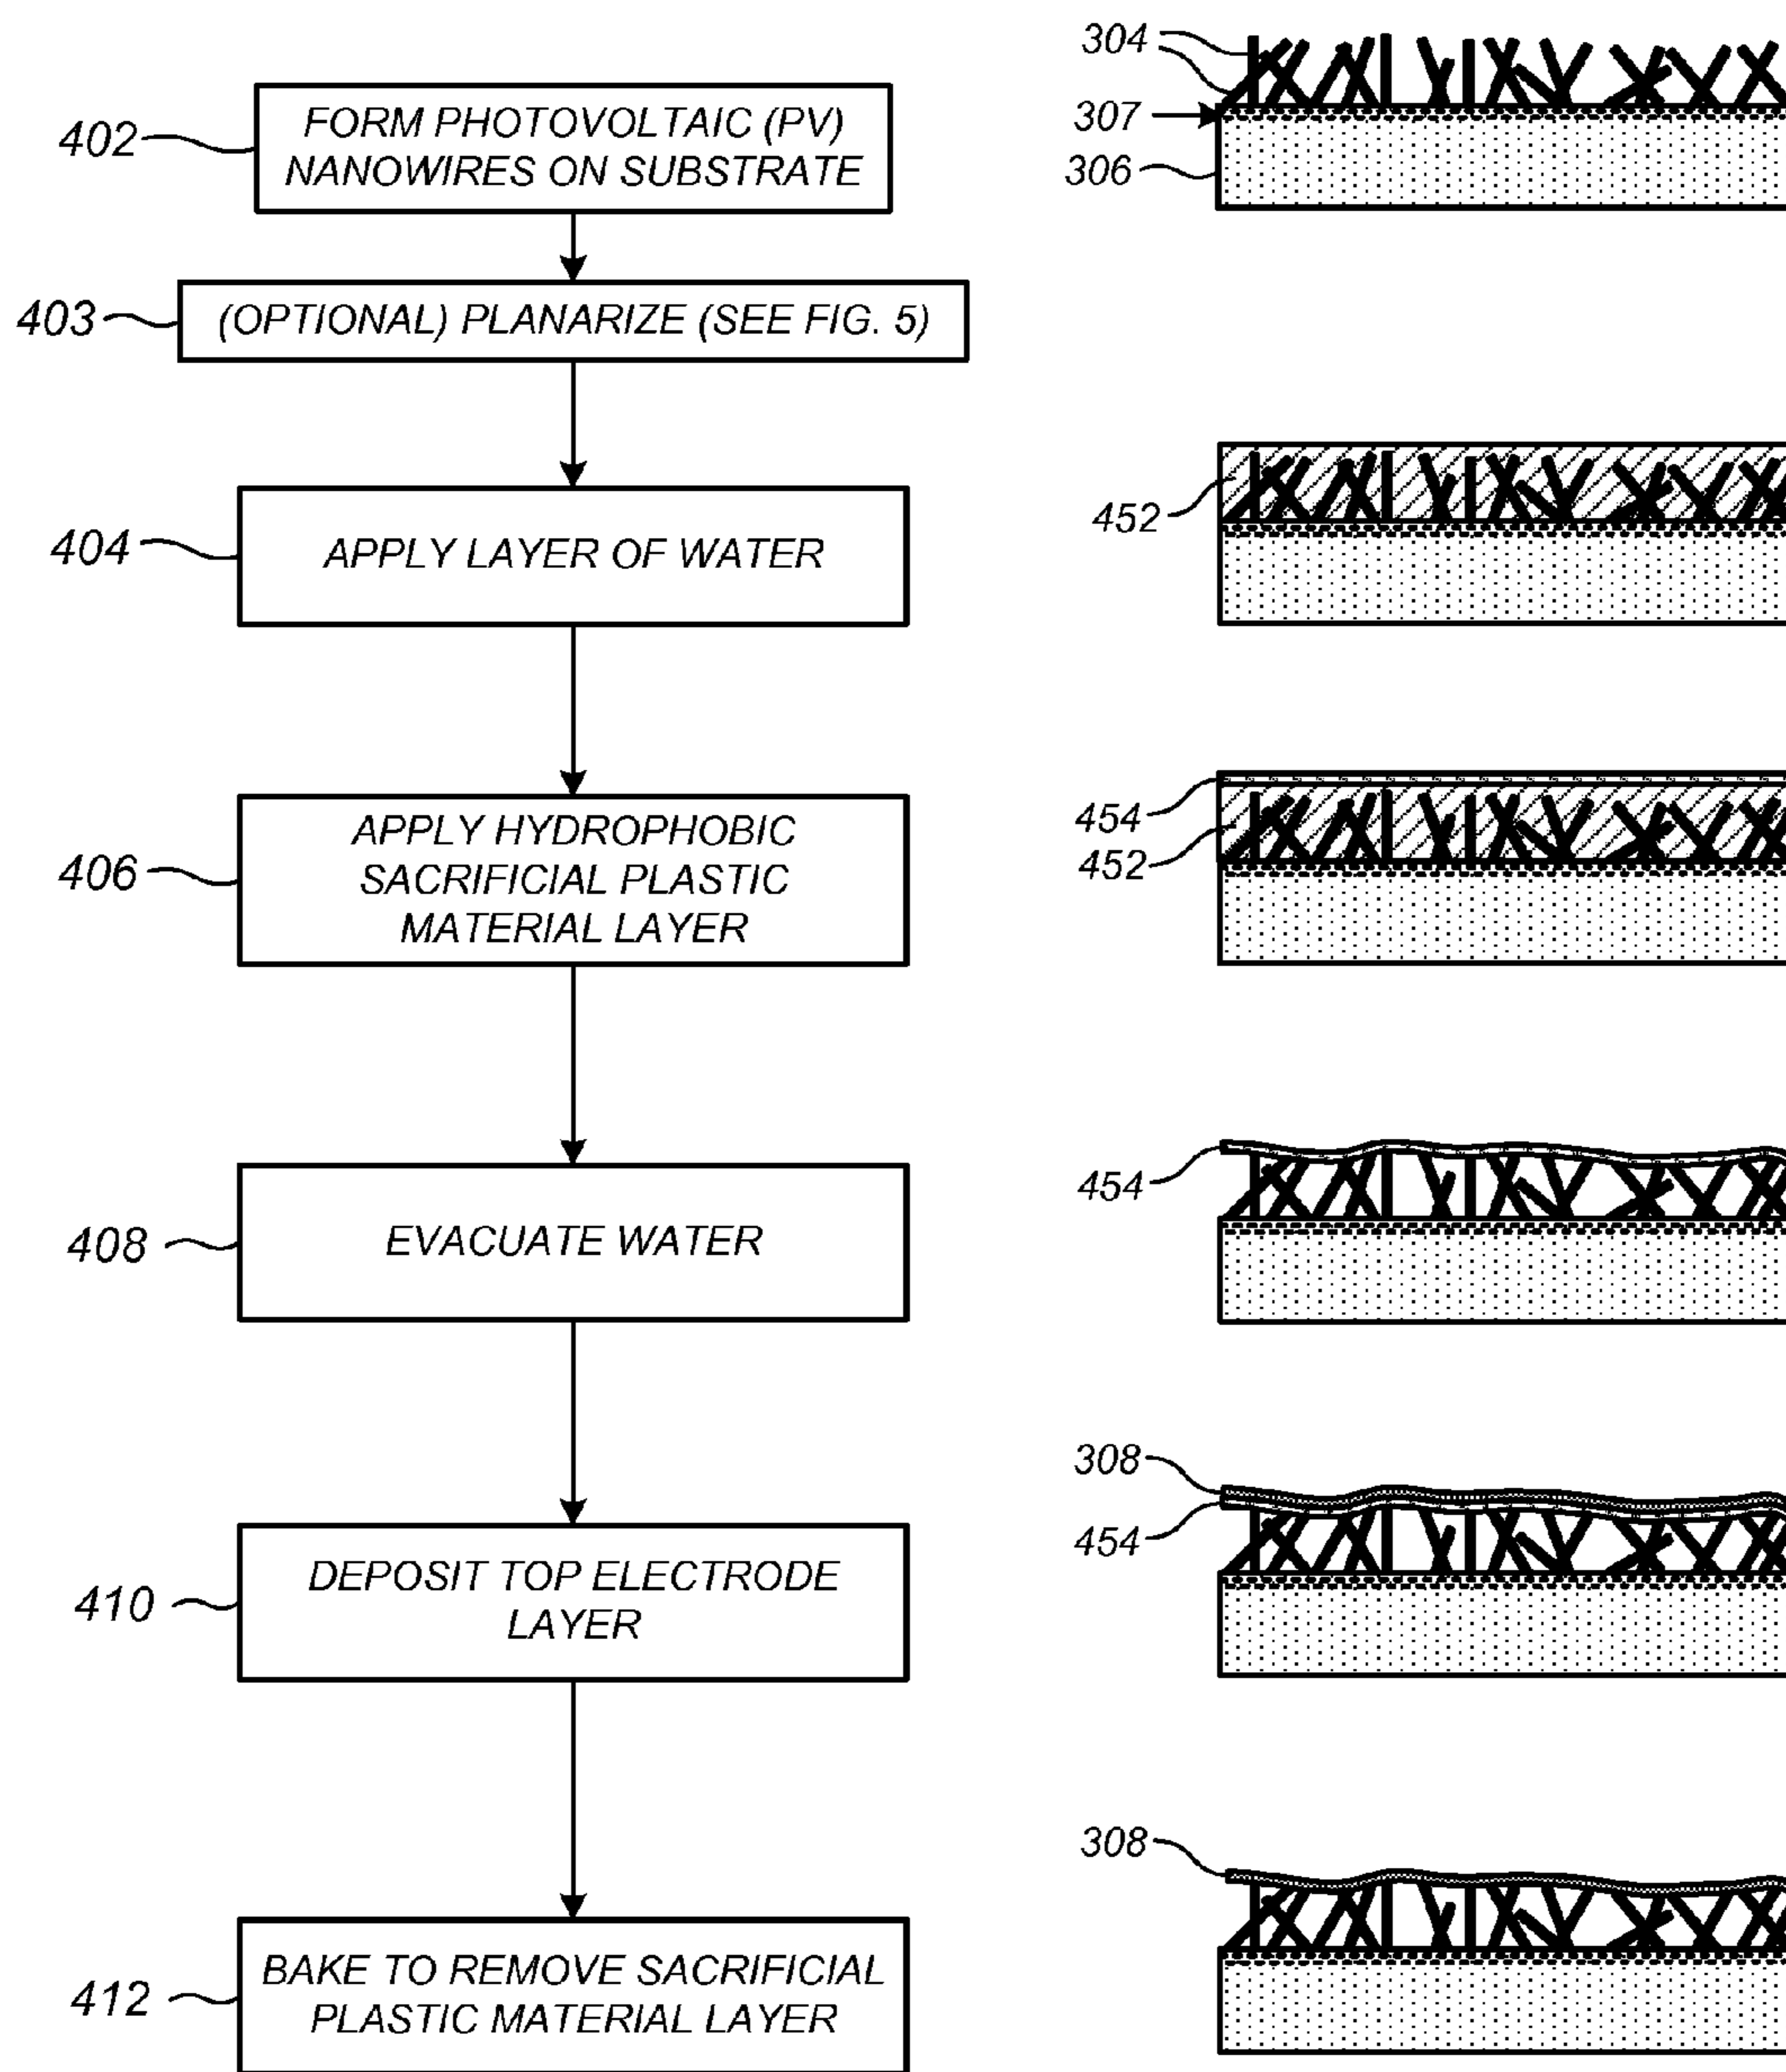 304
402
FORM PHOTOVOLTAIC (PV)
NANOWIRES ON SUBSTRATE
307
306
403
(OPTIONAL) PLANARIZE (SEE FIG. 5)
404
APPLY LAYER OF WATER
452
406
APPLY HYDROPHOBIC
SACRIFICIAL PLASTIC
MATERIAL LAYER
454
452
408
EVACUATE WATER
454
410
DEPOSIT TOP ELECTRODE
LAYER
308
454
412
BAKE TO REMOVE SACRIFICIAL
PLASTIC MATERIAL LAYER
308